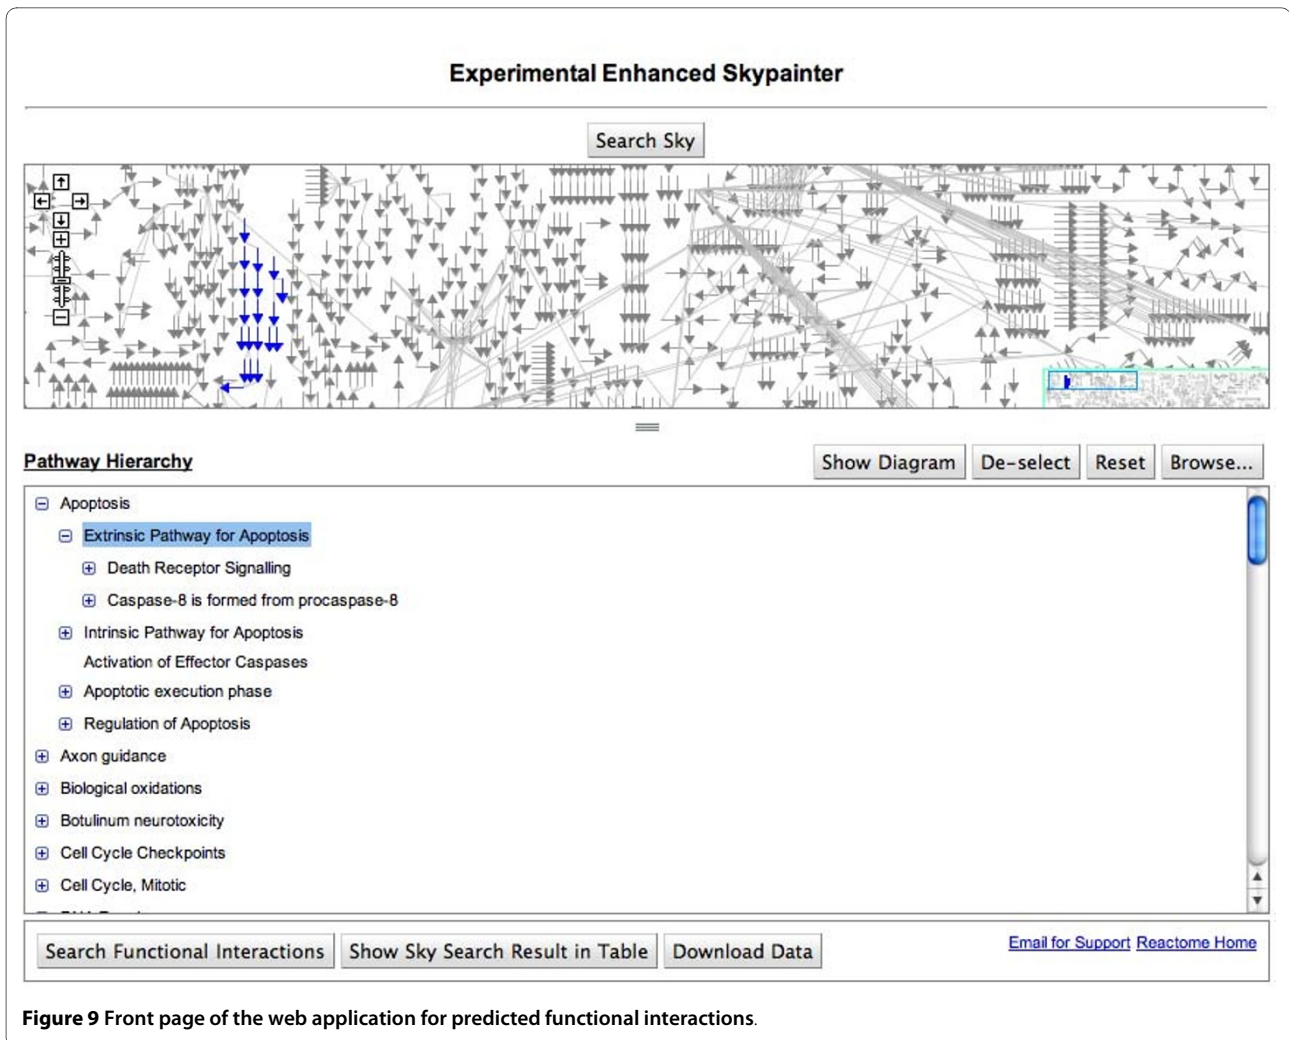 Experimental Enhanced Skypainter
Search Sky
Pathway Hierarchy
Show Diagram De-select Reset Browse...
Apoptosis
Extrinsic Pathway for Apoptosis
Death Receptor Signalling
Caspase-8 is formed from procaspase-8
Intrinsic Pathway for Apoptosis
Activation of Effector Caspases
Apoptotic execution phase
Regulation of Apoptosis
Axon guidance
Biological oxidations
Botulinum neurotoxicity
Cell Cycle Checkpoints
Cell Cycle, Mitotic
Search Functional Interactions Show Sky Search Result in Table Download Data Email for Support Reactome Home
Figure 9 Front page of the web application for predicted functional interactions.